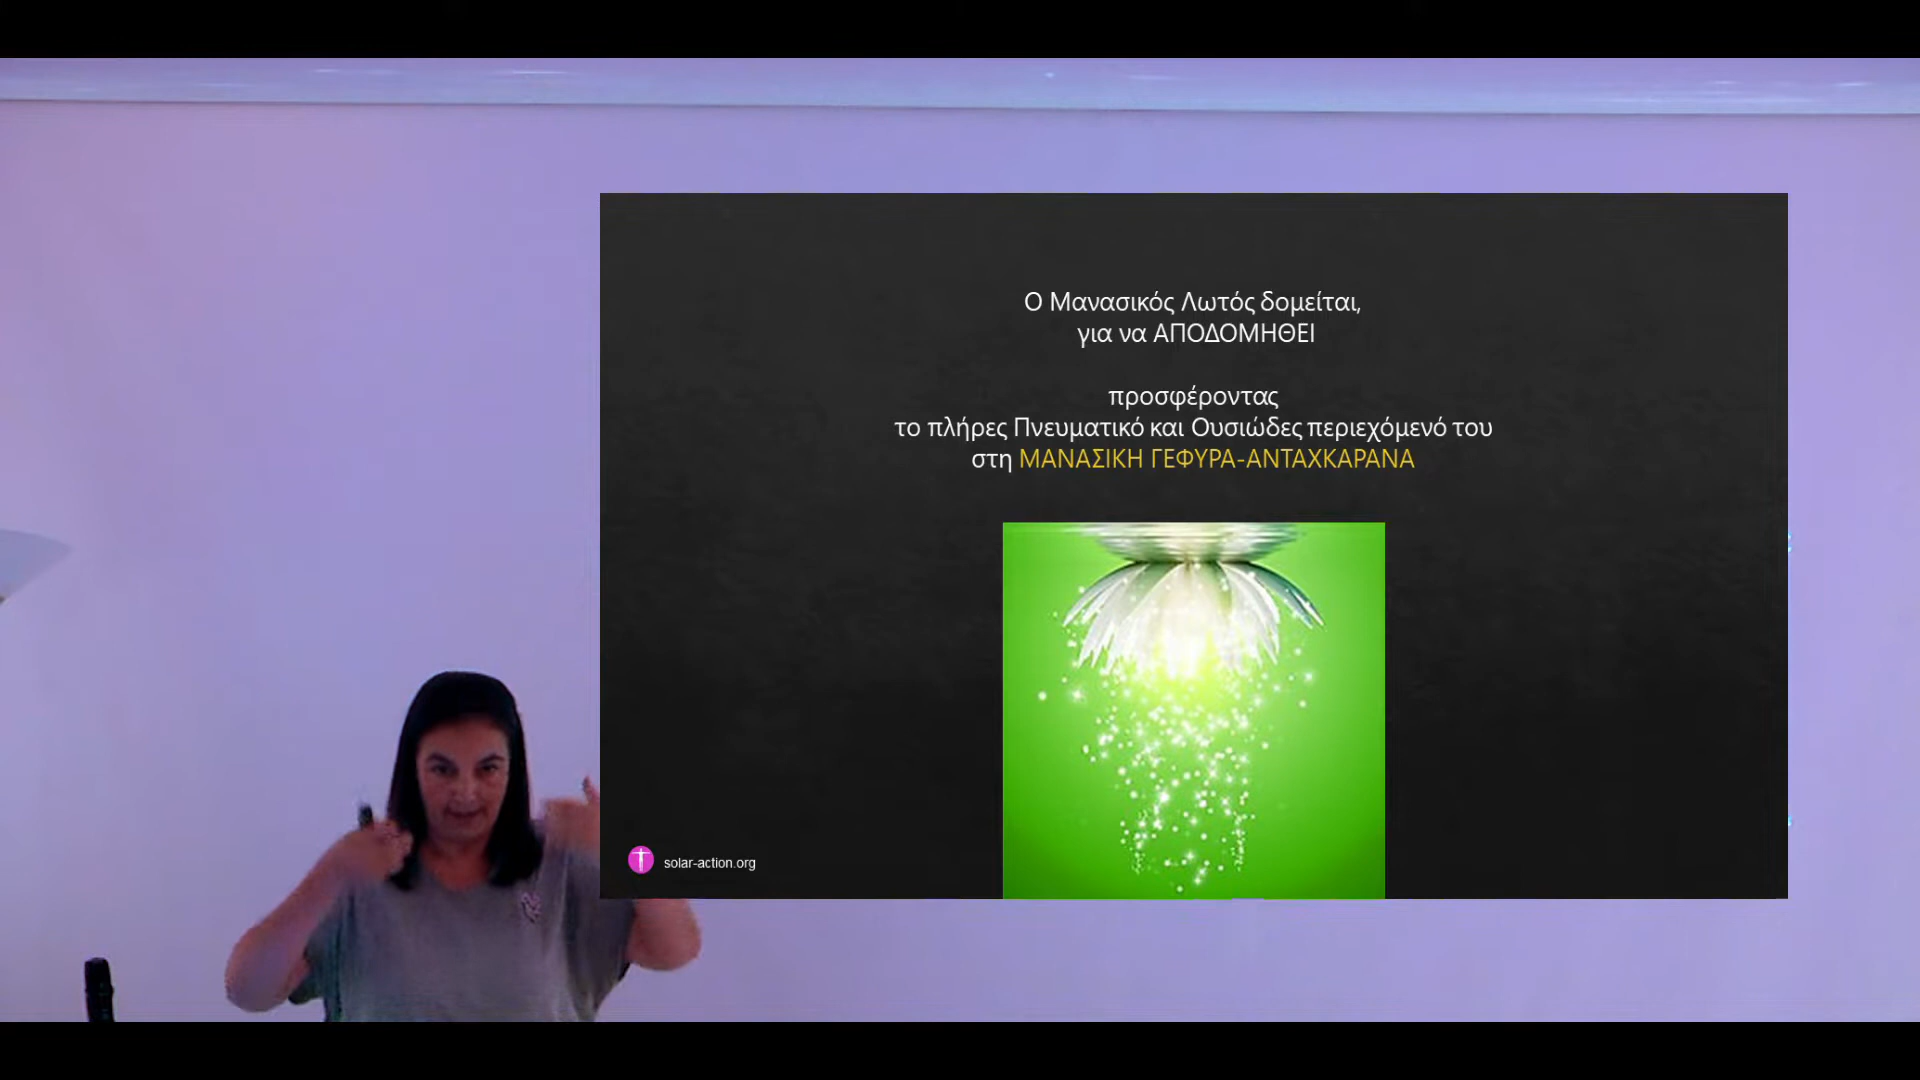 Ο Μανασικός Λωτός δομείται,
για να ΑΠΟΔΟΜΗΘΕΙ
προσφέροντας
το πλήρες Πνευματικό και Ουσιώδες περιεχόμενό του
στη ΜΑΝΑΣΙΚΗ ΓΕΦΥΡΑ-ΑΝΤΑΧΚΑΡΑΝΑ
solar-action.org